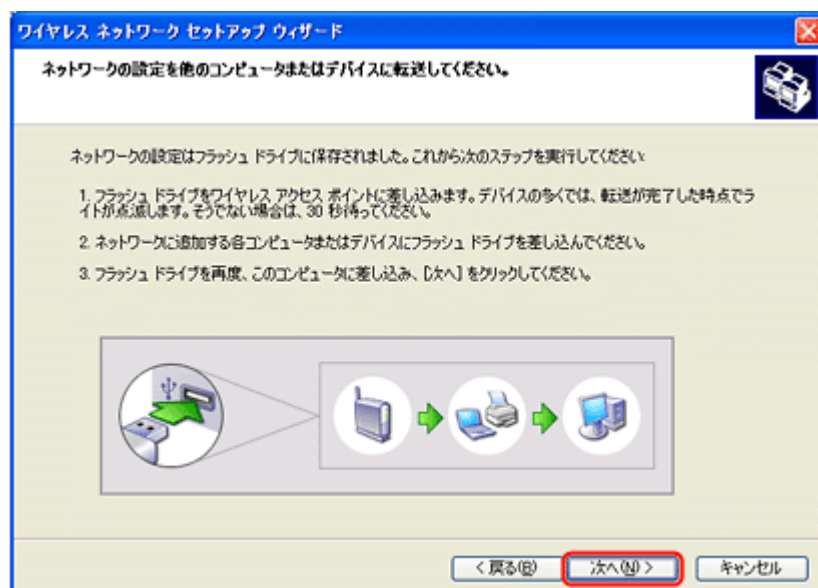 ワイヤレス ネットワーク セットアップ ウィザード
ネットワークの設定を他のコンピュータまたはデバイスに転送してください。
ネットワークの設定はフラッシュ ドライブに保存されました。これから次のステップを実行してください:
1. フラッシュ ドライブをワイヤレス アクセス ポイントに差し込みます。デバイスの多くでは、転送が完了した時点でラ
イトが点滅します。そうでない場合は、30 秒待ってください。
2. ネットワークに追加する各コンピュータまたはデバイスにフラッシュ ドライブを差し込んでください。
3. フラッシュ ドライブを再度、このコンピュータに差し込み、[次へ] をクリックしてください。
< 戻る(B)
次へ(N) >
キャンセル